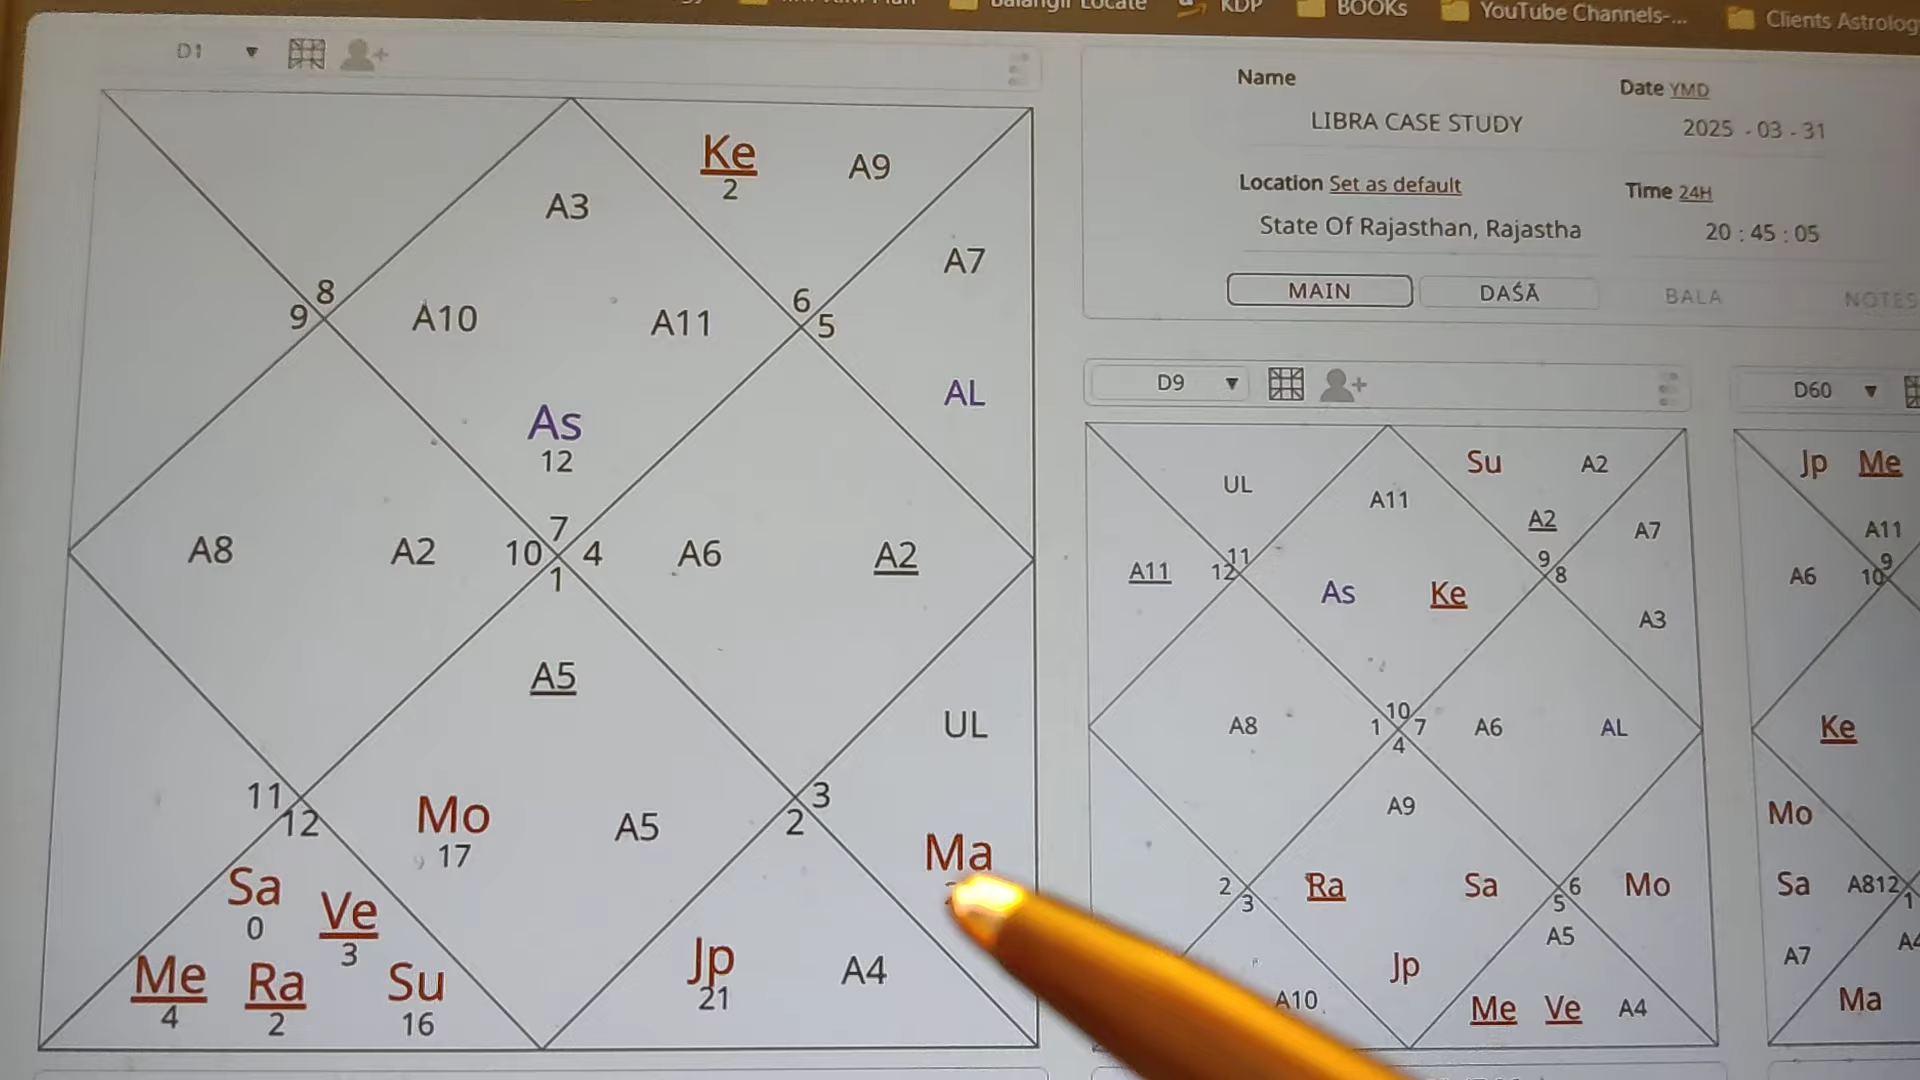 Balangir Locate KDP BOOKs YouTube Channels-... Clients Astrolog
D1
Name
Date YMD
LIBRA CASE STUDY
2025 - 03 - 31
Location Set as default
Time 24H
State Of Rajasthan, Rajastha
20 : 45 : 05
MAIN DAŚĀ BALA NOTES
Ke A9
2
A3
A7
8 6
9 A10 A11 5
AL
As
12
7
A8 A2 10 4 A6 A2
1
A5
UL
11 3
12 Mo A5 2
17
Ma
Sa
0
Ve
3
Me Ra Su
4 2 16
Jp A4
21
D9
Su A2
UL A11
A2 A7
11 9
A11 12 8
As Ke A3
10
A8 1 7 A6 AL
4
A9
2 Ra Sa 6 Mo
3 5
A5
Jp
A10 Me Ve A4
D60
Jp Me
A11
9
A6 10
Ke
Mo
Sa A8 12
1
A7
Ma